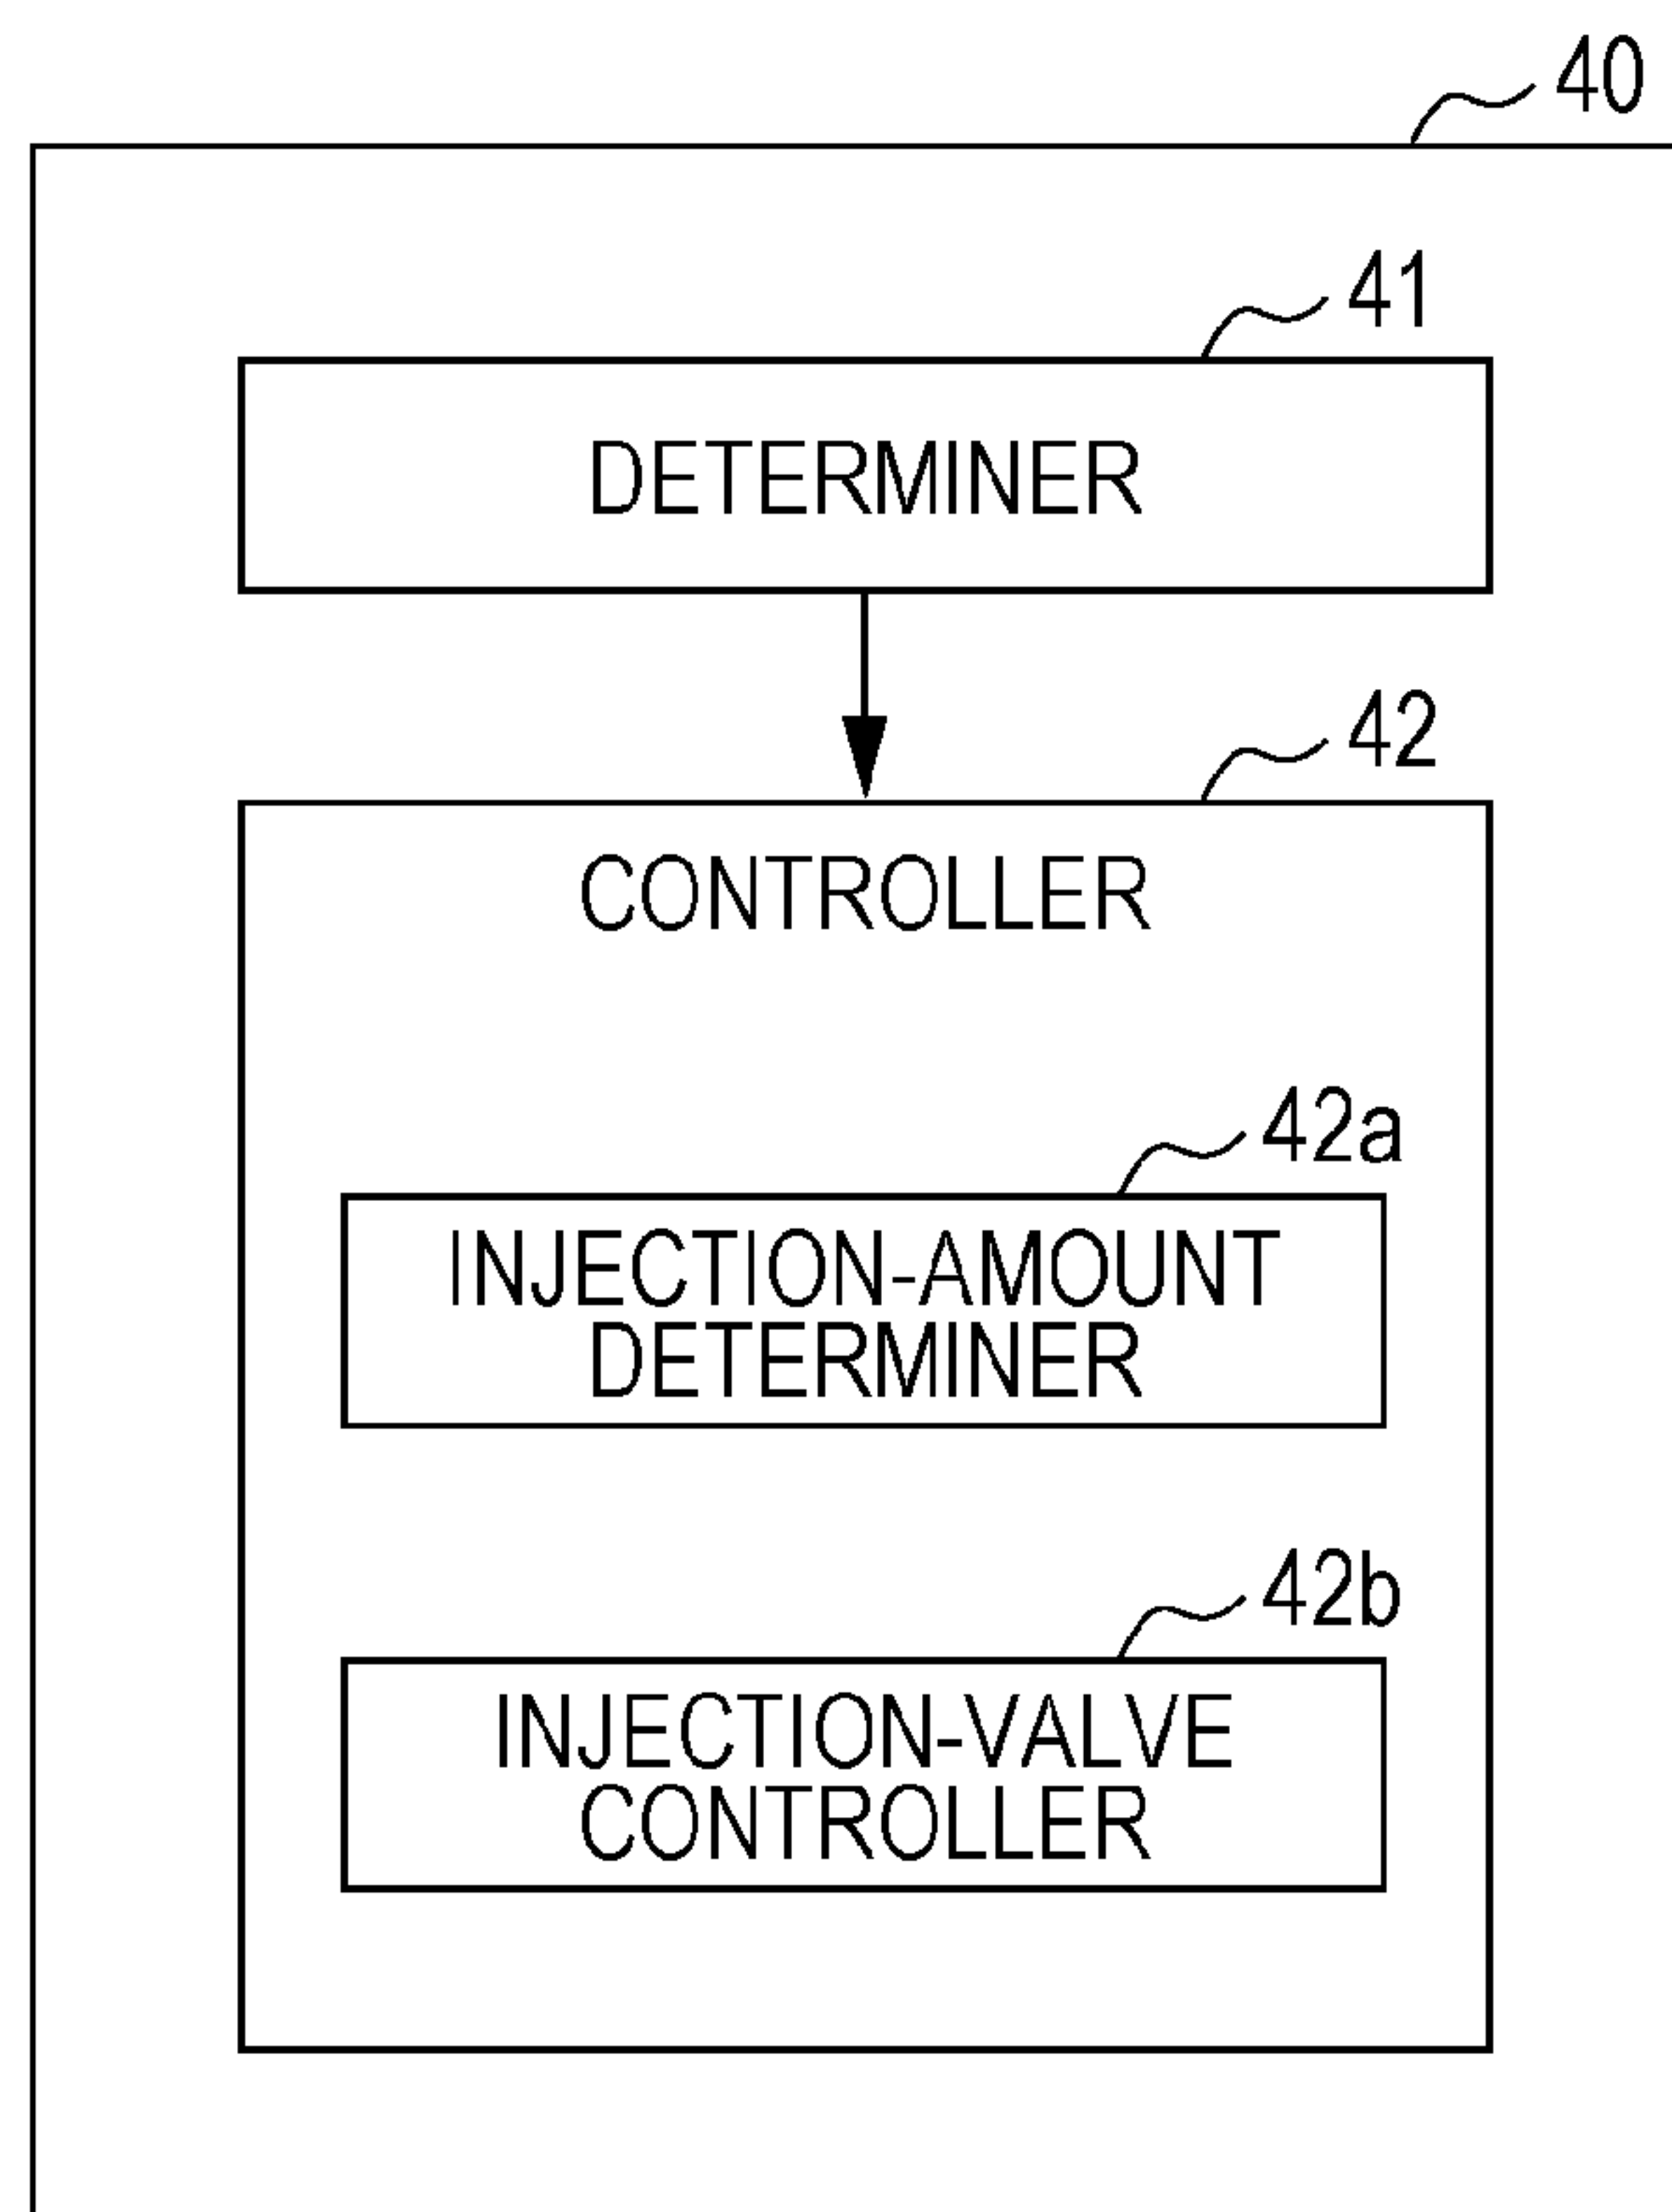 40
41
DETERMINER
42
CONTROLLER
42a
INJECTION-AMOUNT
DETERMINER
42b
INJECTION-VALVE
CONTROLLER